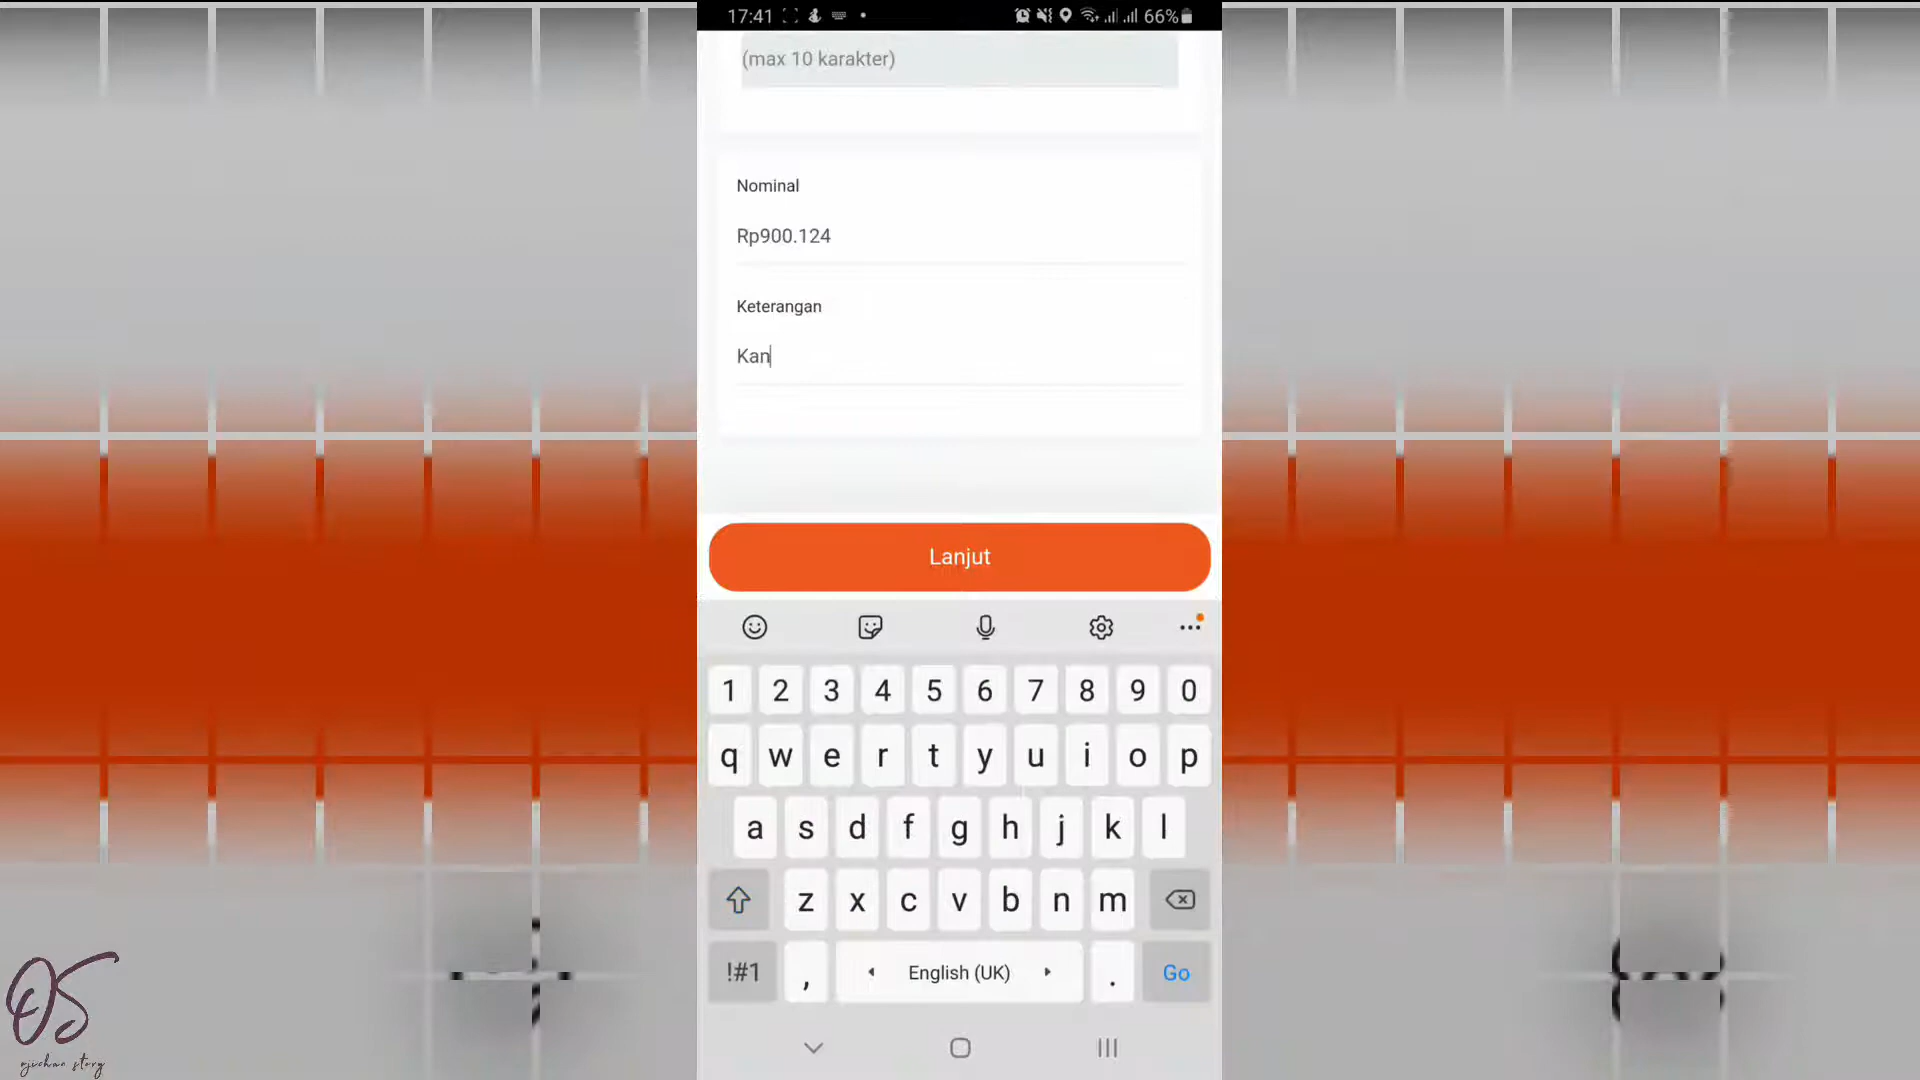 17:41 66%
(max 10 karakter)
Nominal
Rp900.124
Keterangan
Kan
Lanjut
1 2 3 4 5 6 7 8 9 0
q w e r t y u i o p
a s d f g h j k l
z x c v b n m
!#1 , English (UK) . Go
OS